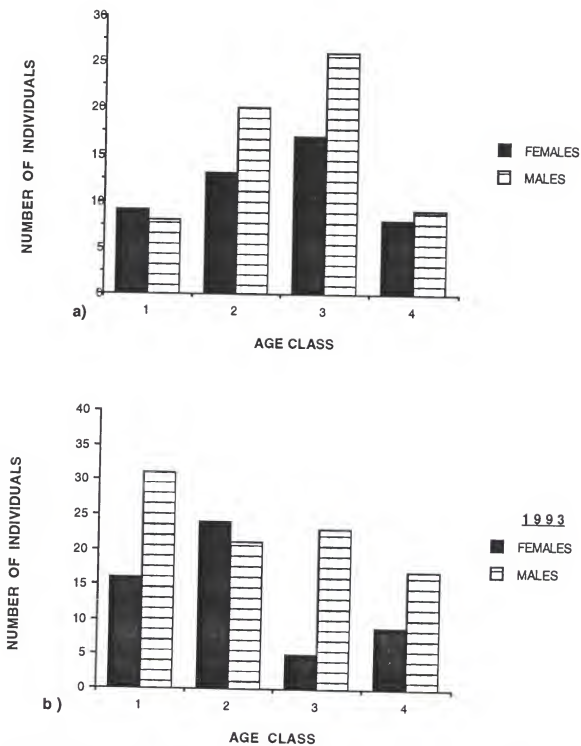 30
25
20
15
10
5
0
NUMBER OF INDIVIDUALS
FEMALES
MALES
1 2 3 4
a)
AGE CLASS
40
35
30
25
20
15
10
5
0
NUMBER OF INDIVIDUALS
1993
FEMALES
MALES
1 2 3 4
b )
AGE CLASS